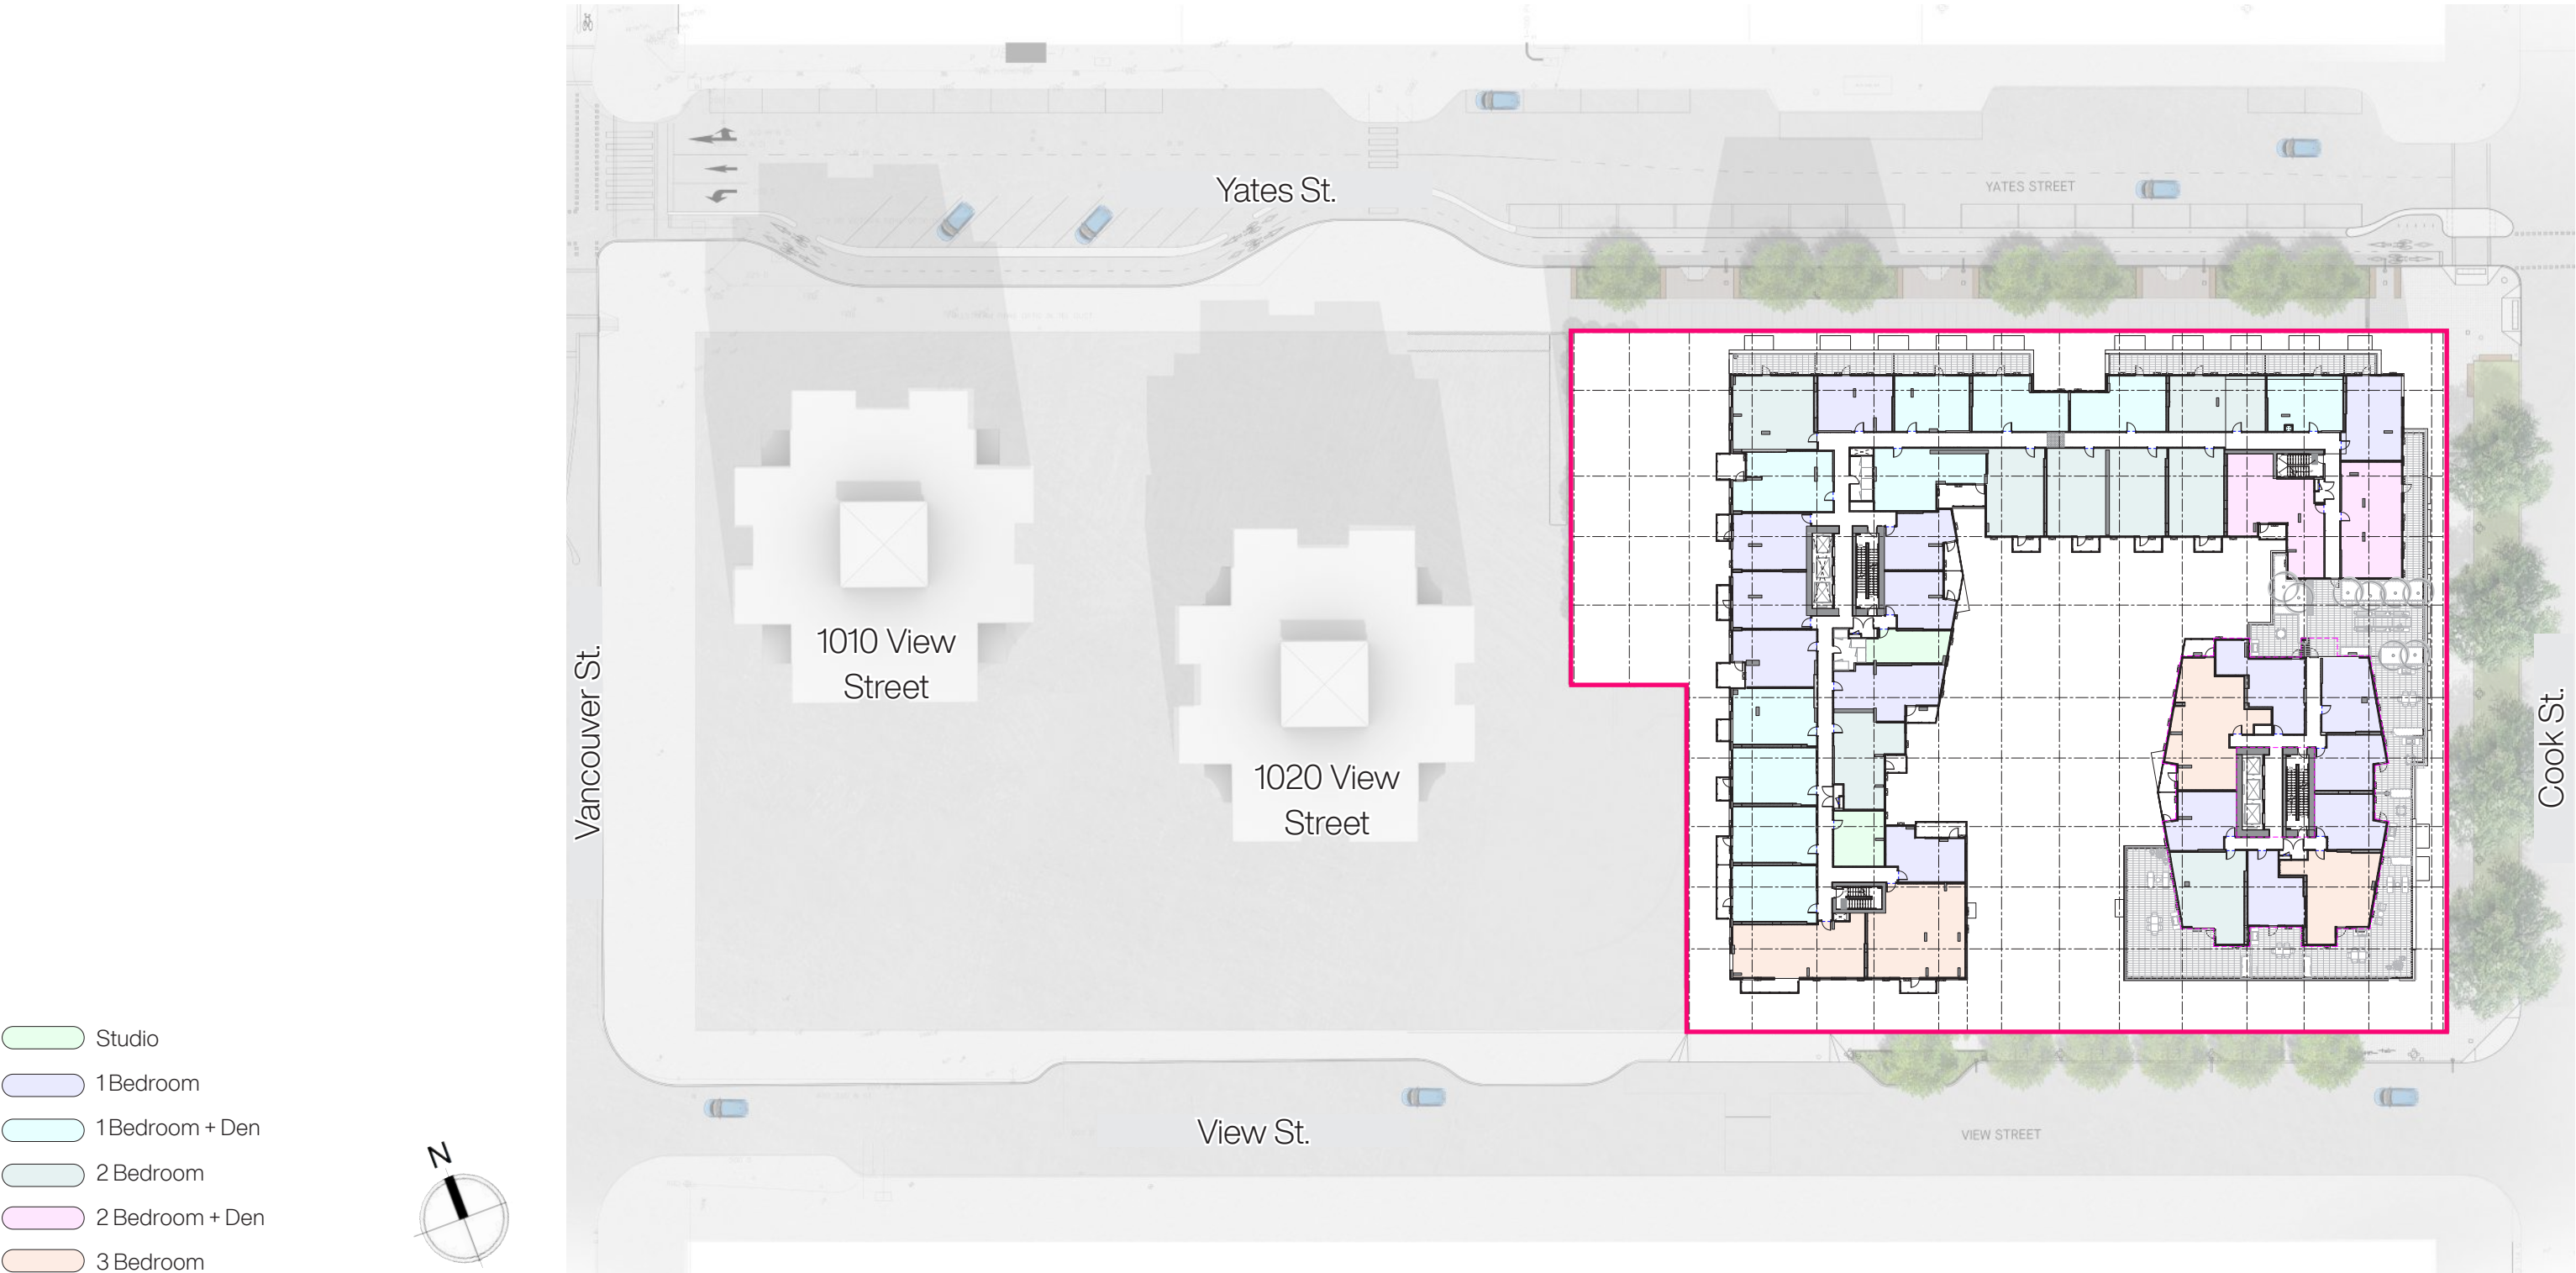 Yates St.
YATES STREET
1010 View
Street
1020 View
Street
Vancouver St.
Cook St.
View St.
VIEW STREET
Studio
1 Bedroom
1 Bedroom + Den
2 Bedroom
2 Bedroom + Den
3 Bedroom
N